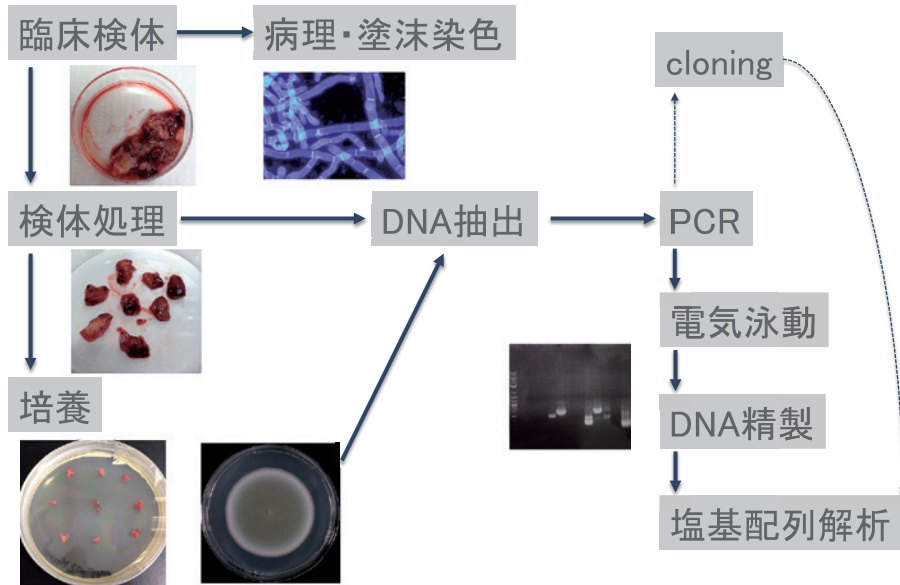 臨床検体
病理・塗沫染色
cloning
検体処理
DNA抽出
PCR
電気泳動
培養
DNA精製
塩基配列解析